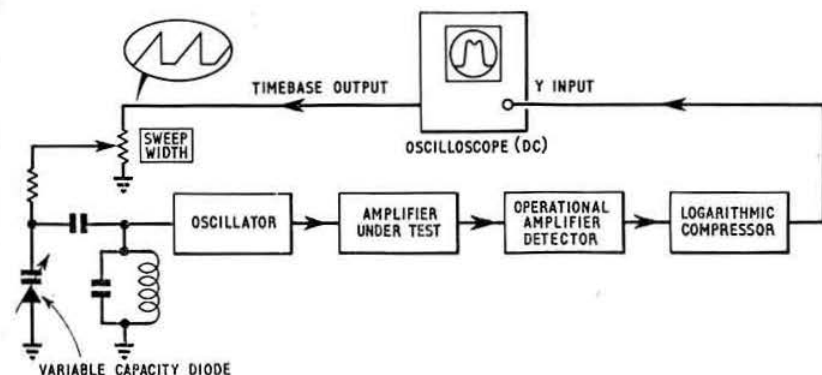 TIMEBASE OUTPUT
Y INPUT
OSCILLOSCOPE (DC)
SWEEP
WIDTH
OSCILLATOR
AMPLIFIER
UNDER TEST
OPERATIONAL
AMPLIFIER
DETECTOR
LOGARITHMIC
COMPRESSOR
VARIABLE CAPACITY DIODE